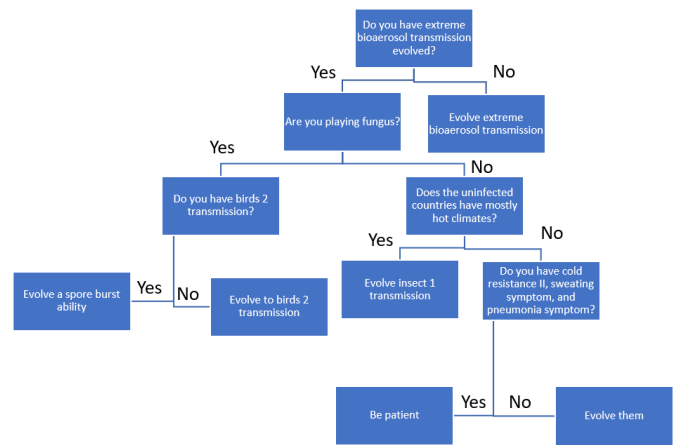 Do you have extreme
bioaerosol transmission
evolved?
Yes
No
Are you playing fungus?
Evolve extreme
bioaerosol transmission
Yes
No
Do you have birds 2
transmission?
Does the uninfected
countries have mostly
hot climates?
Yes
No
Evolve a spore burst
ability
Yes
No
Evolve to birds 2
transmission
Evolve insect 1
transmission
Do you have cold
resistance II, sweating
symptom, and
pneumonia symptom?
Be patient
Yes
No
Evolve them